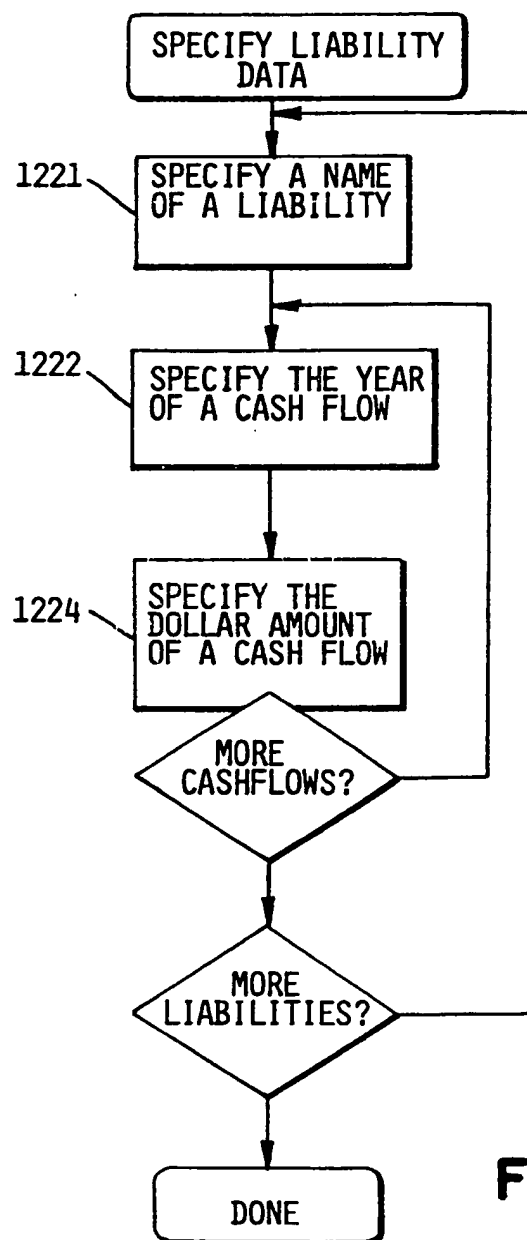 SPECIFY LIABILITY
DATA
1221
SPECIFY A NAME
OF A LIABILITY
1222
SPECIFY THE YEAR
OF A CASH FLOW
1224
SPECIFY THE
DOLLAR AMOUNT
OF A CASH FLOW
MORE
CASHFLOWS?
MORE
LIABILITIES?
DONE
F